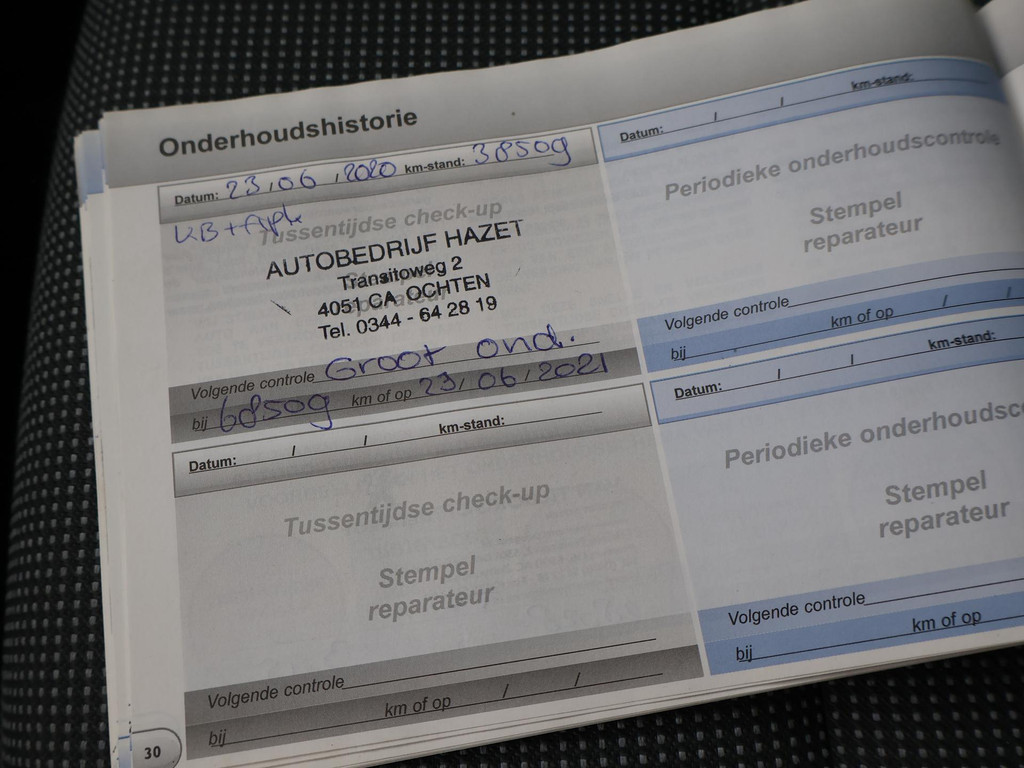 Onderhoudshistorie
Datum: 23 / 06 / 2020 km-stand: 38509
KB +
Tussentijdse check-up
AUTOBEDRIJF HAZET
Transitoweg 2
4051 CA OCHTEN
reparateur
Tel. 0344 - 64 28 19
Volgende controle Groot ond.
bij 68509 km of op 23 / 06 / 2021
Datum: / / km-stand:
Tussentijdse check-up
Stempel
reparateur
Volgende controle
bij km of op / /
Datum: / / km-stand:
Periodieke onderhoudscontrole
Stempel
reparateur
Volgende controle
bij km of op / /
Datum: / / km-stand:
Periodieke onderhoudsco
Stempel
reparateur
Volgende controle
bij km of op
30